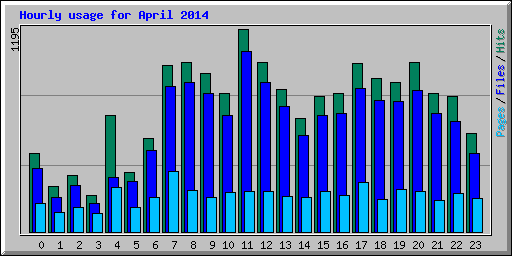 Hourly usage for April 2014
1195
Pages / Files / Hits
0 1 2 3 4 5 6 7 8 9 10 11 12 13 14 15 16 17 18 19 20 21 22 23